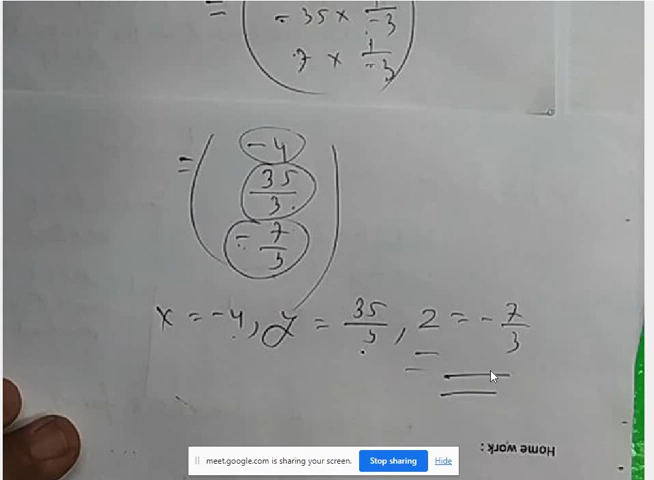 = -35 × 1/-3
7 × 1/-3
= ( -4
35/3
- 7/3 )
x = -4, y = 35/3, 2 = - 7/3
Home work :
meet.google.com is sharing your screen. Stop sharing Hide